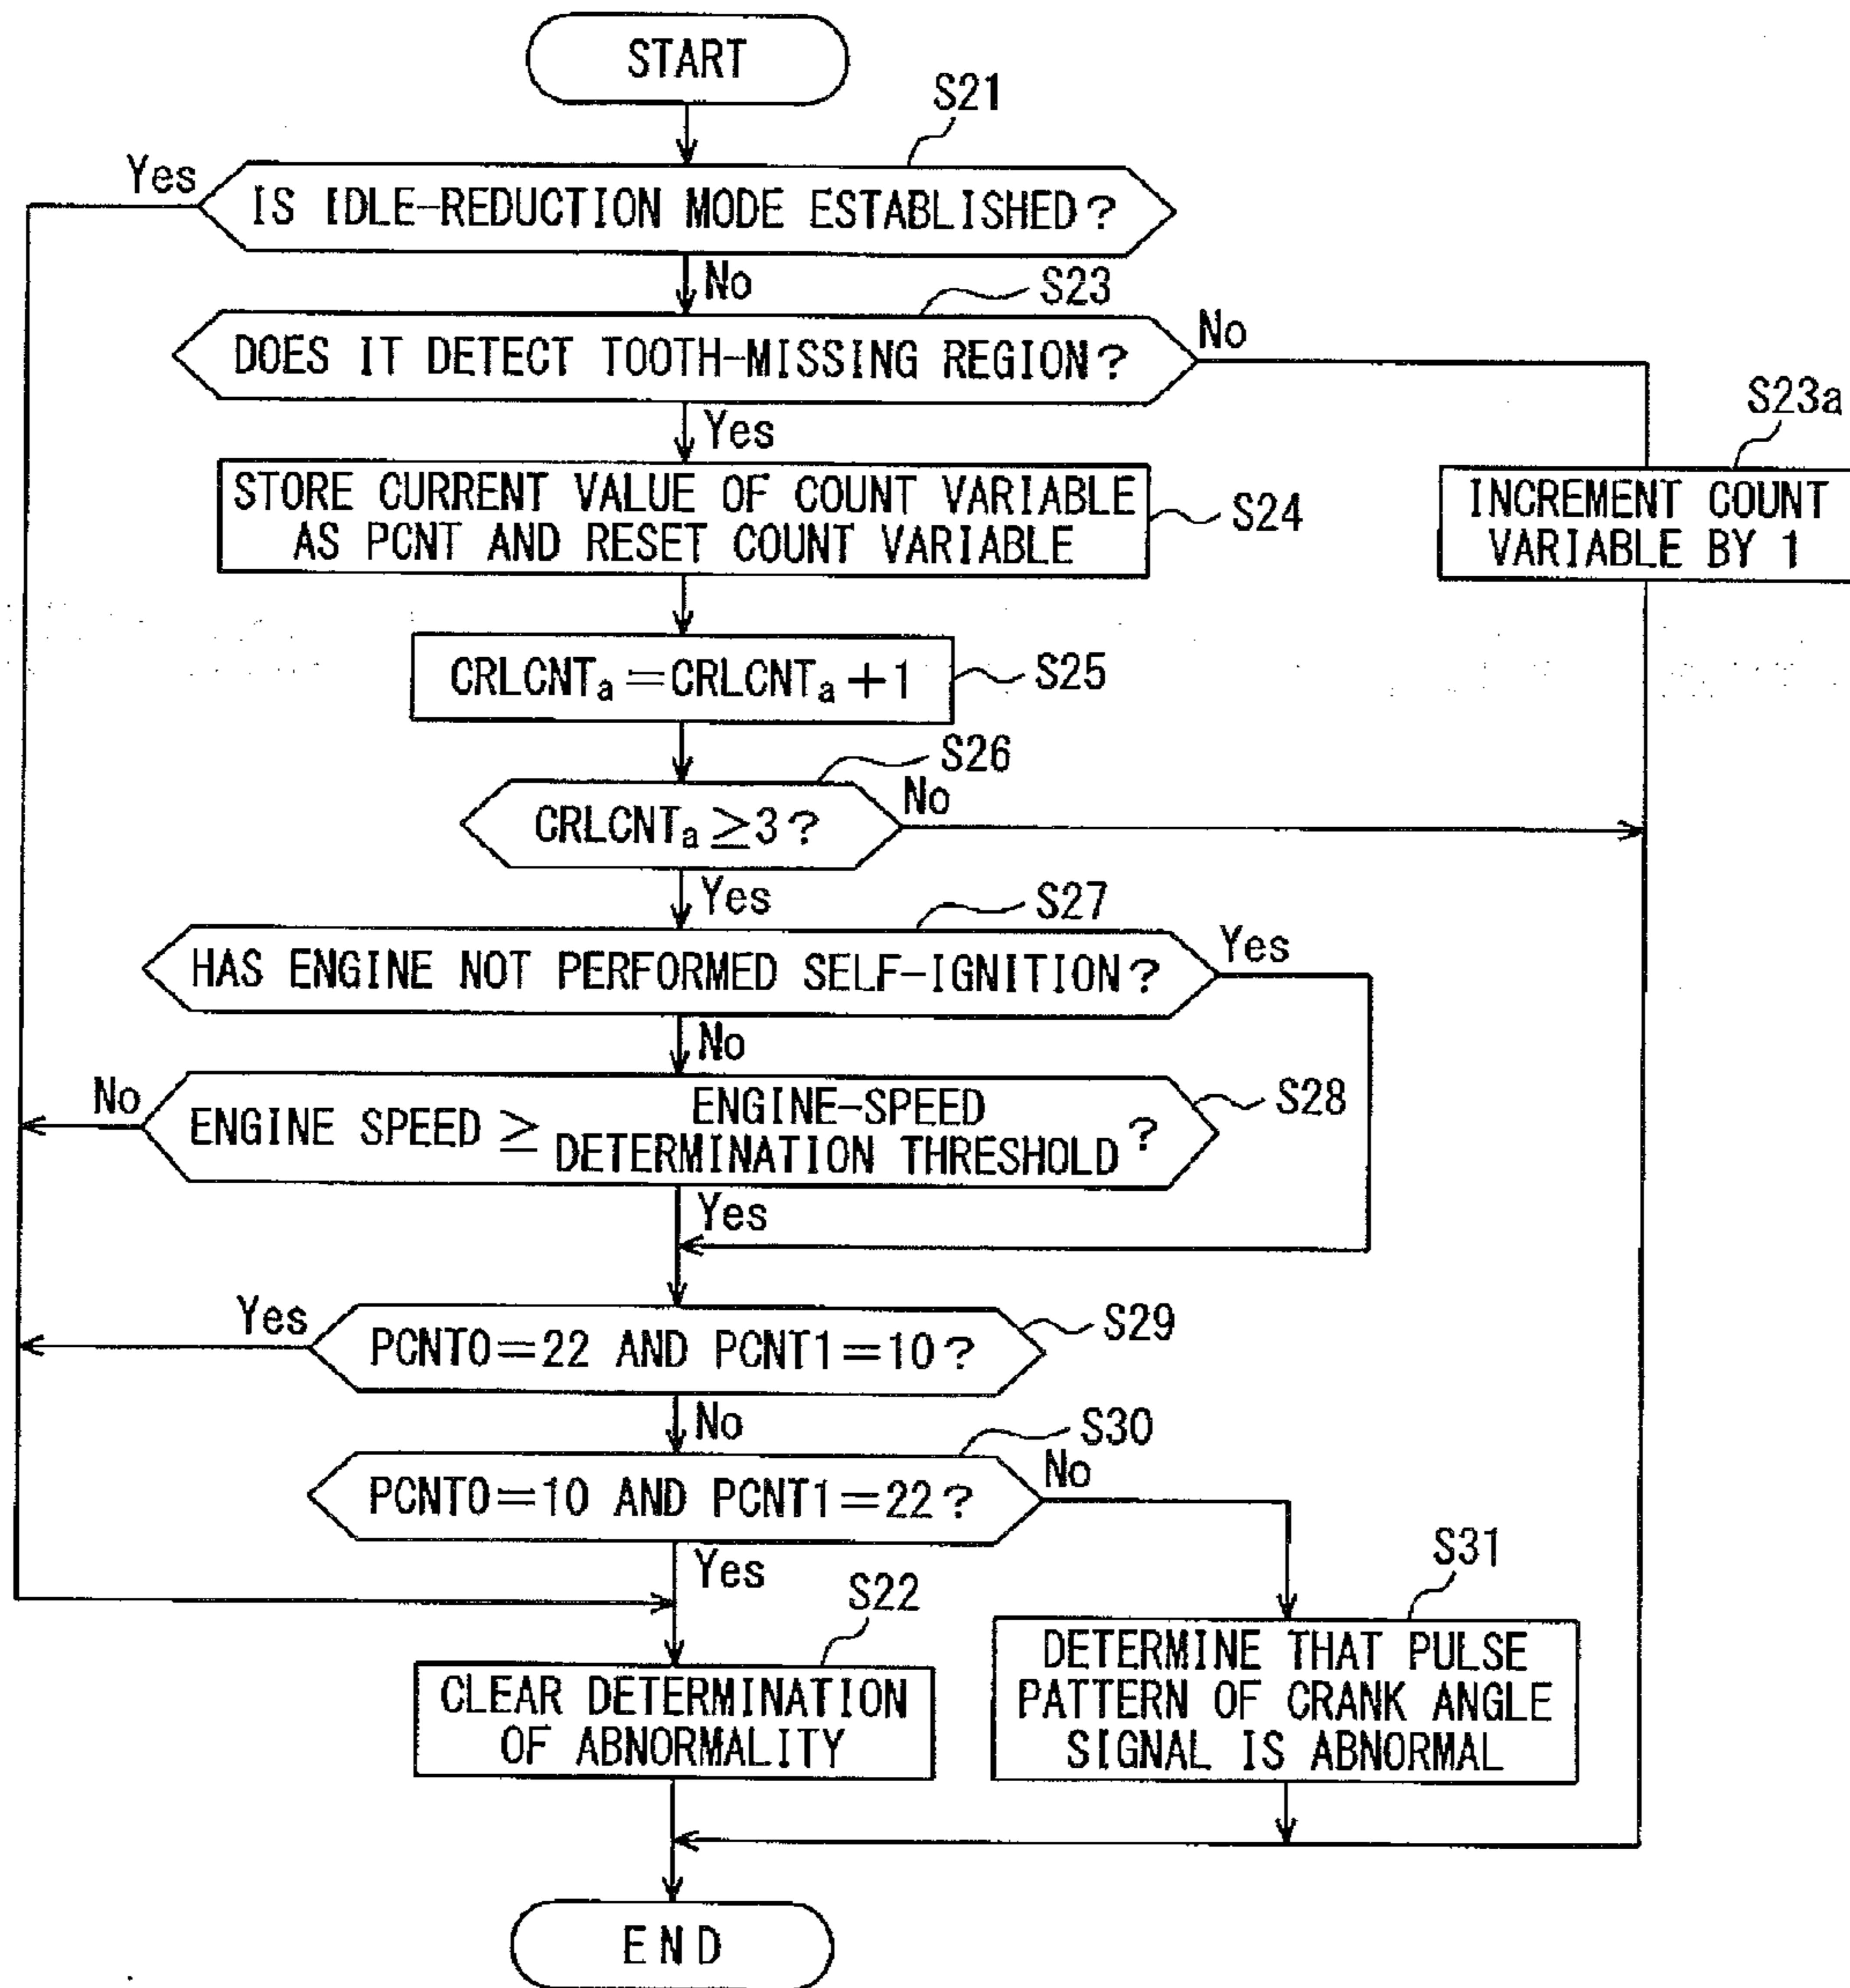 START
S21
Yes
IS IDLE-REDUCTION MODE ESTABLISHED?
No
S23
DOES IT DETECT TOOTH-MISSING REGION?
No
S23a
Yes
STORE CURRENT VALUE OF COUNT VARIABLE
AS PCNT AND RESET COUNT VARIABLE
S24
INCREMENT COUNT
VARIABLE BY 1
CRLCNTa=CRLCNTa+1
S25
S26
CRLCNTa≥3?
No
Yes
S27
HAS ENGINE NOT PERFORMED SELF-IGNITION?
Yes
No
No
ENGINE SPEED ≥ ENGINE-SPEED
DETERMINATION THRESHOLD?
S28
Yes
Yes
PCNT0=22 AND PCNT1=10?
S29
No
S30
PCNT0=10 AND PCNT1=22?
No
Yes
S22
S31
CLEAR DETERMINATION
OF ABNORMALITY
DETERMINE THAT PULSE
PATTERN OF CRANK ANGLE
SIGNAL IS ABNORMAL
END